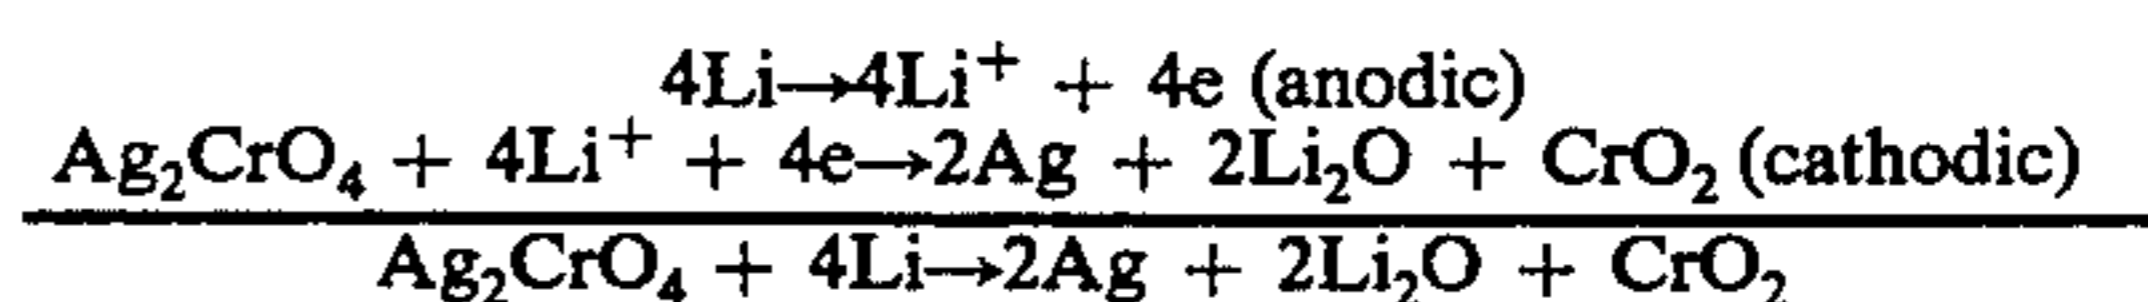 4Li→4Li⁺ + 4e (anodic)
Ag₂CrO₄ + 4Li⁺ + 4e→2Ag + 2Li₂O + CrO₂ (cathodic)
Ag₂CrO₄ + 4Li→2Ag + 2Li₂O + CrO₂